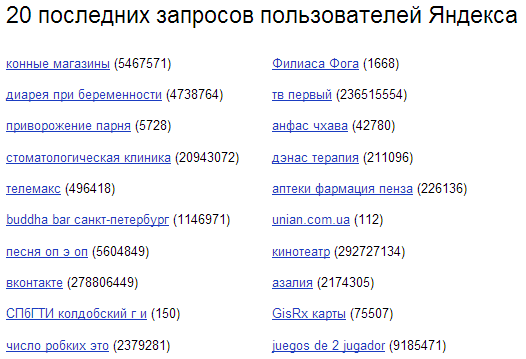 20 последних запросов пользователей Яндекса
конные магазины (5467571)
диарея при беременности (4738764)
приворожение парня (5728)
стоматологическая клиника (20943072)
телемакс (496418)
buddha bar санкт-петербург (1146971)
песня оп э оп (5604849)
вконтакте (278806449)
СПбГТИ колдобский г и (150)
число робких это (2379281)
Филиаса Фога (1668)
тв первый (236515554)
анфас чхава (42780)
дэнас терапия (211096)
аптеки фармация пенза (226136)
unian.com.ua (112)
кинотеатр (292727134)
азалия (2174305)
GisRx карты (75507)
juegos de 2 jugador (9185471)